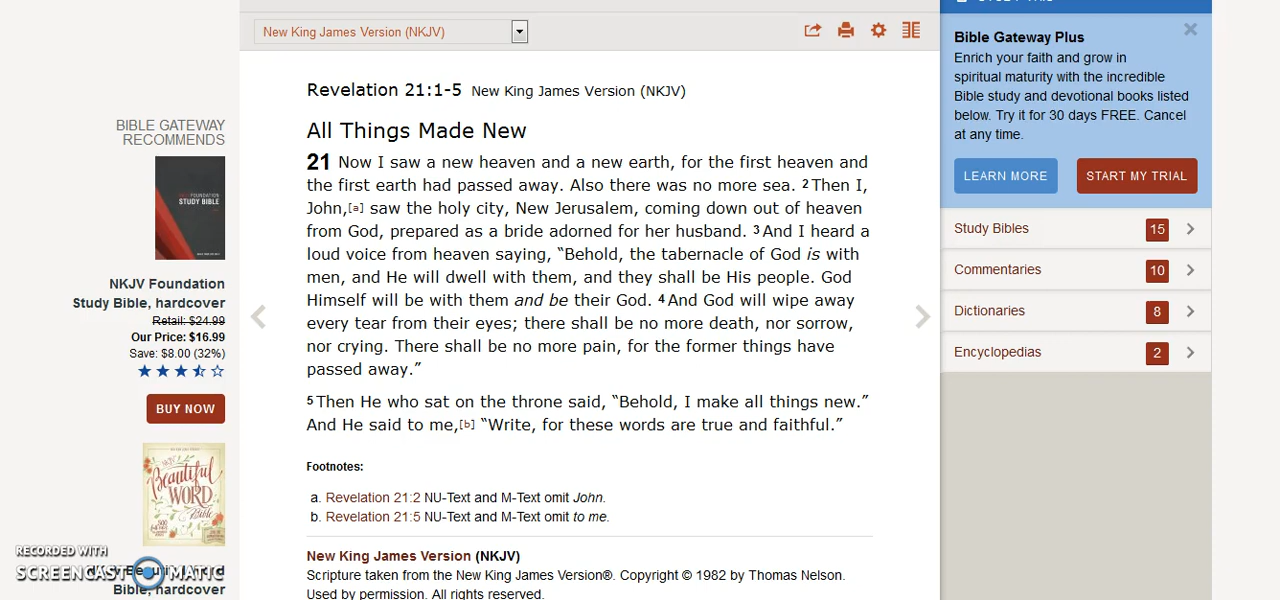 STUDY THIS
New King James Version (NKJV)
Bible Gateway Plus
Enrich your faith and grow in
spiritual maturity with the incredible
Bible study and devotional books listed
below. Try it for 30 days FREE. Cancel
at any time.
LEARN MORE
START MY TRIAL
Study Bibles 15
Commentaries 10
Dictionaries 8
Encyclopedias 2
BIBLE GATEWAY
RECOMMENDS
FOUNDATION
STUDY BIBLE
NKJV Foundation
Study Bible, hardcover
Retail: $24.99
Our Price: $16.99
Save: $8.00 (32%)
BUY NOW
NKJV
Beautiful
WORD
Bible
500
Bible, hardcover
Revelation 21:1-5 New King James Version (NKJV)
All Things Made New
21 Now I saw a new heaven and a new earth, for the first heaven and
the first earth had passed away. Also there was no more sea. 2 Then I,
John,[a] saw the holy city, New Jerusalem, coming down out of heaven
from God, prepared as a bride adorned for her husband. 3 And I heard a
loud voice from heaven saying, “Behold, the tabernacle of God is with
men, and He will dwell with them, and they shall be His people. God
Himself will be with them and be their God. 4 And God will wipe away
every tear from their eyes; there shall be no more death, nor sorrow,
nor crying. There shall be no more pain, for the former things have
passed away.”
5 Then He who sat on the throne said, “Behold, I make all things new.”
And He said to me,[b] “Write, for these words are true and faithful.”
Footnotes:
a. Revelation 21:2 NU-Text and M-Text omit John.
b. Revelation 21:5 NU-Text and M-Text omit to me.
New King James Version (NKJV)
Scripture taken from the New King James Version®. Copyright © 1982 by Thomas Nelson.
Used by permission. All rights reserved.
RECORDED WITH
SCREENCAST-O-MATIC